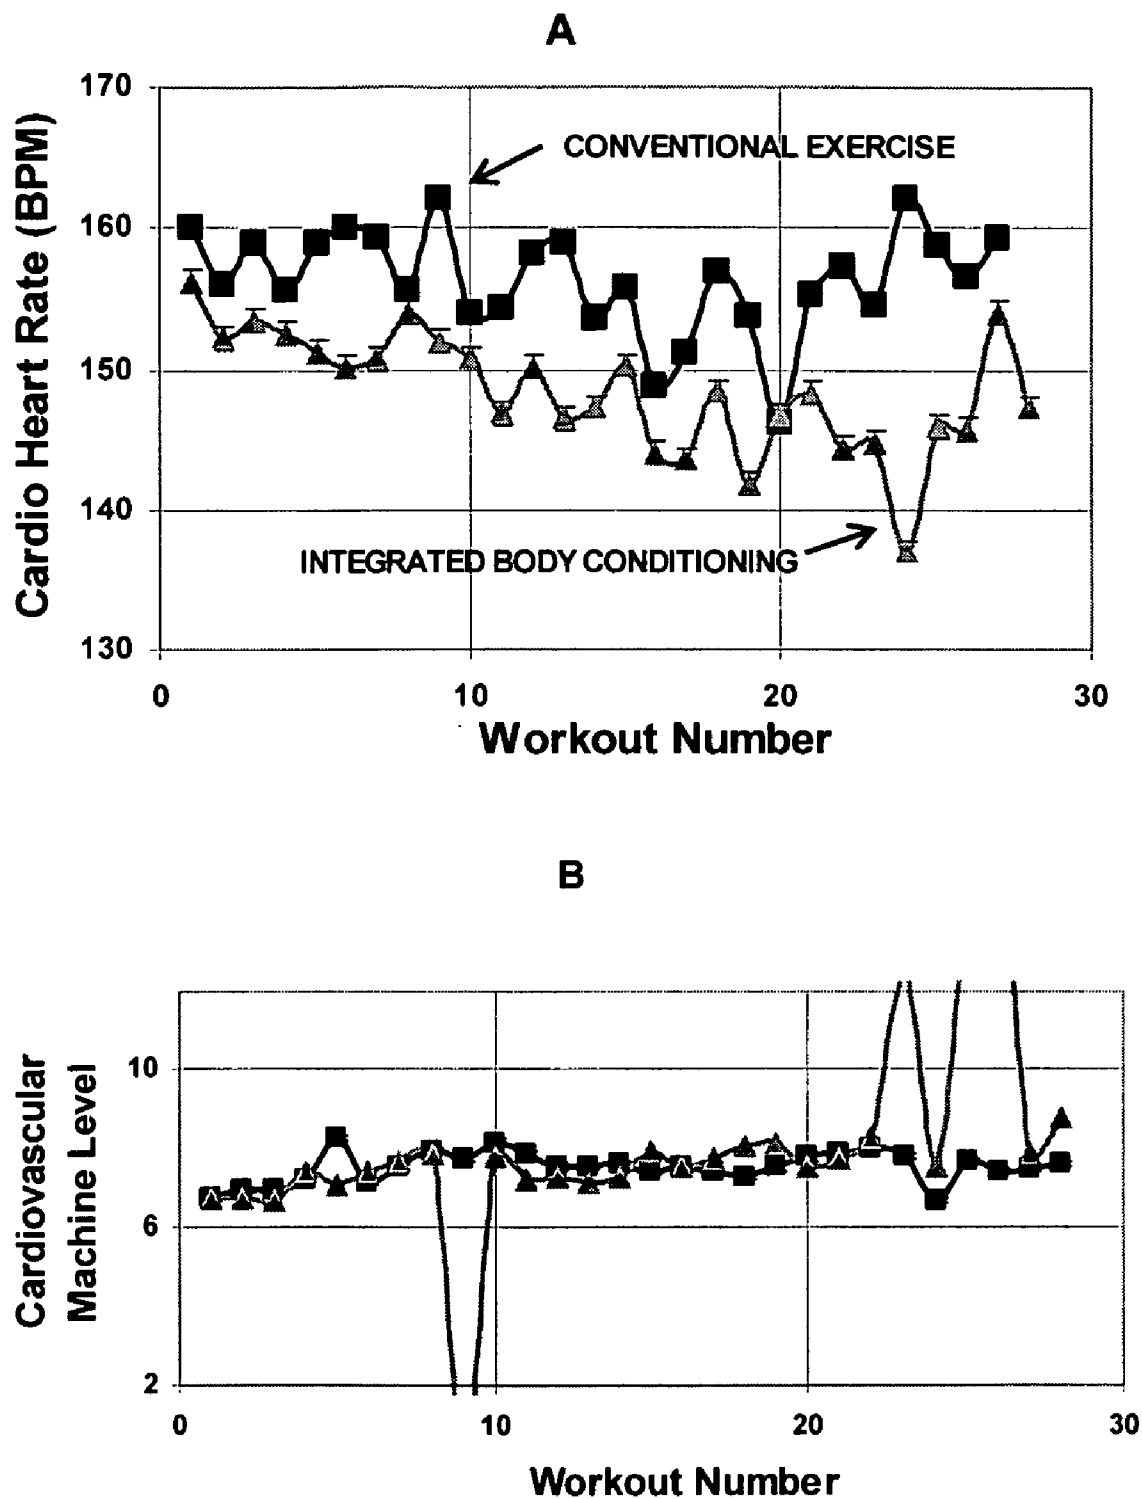 A
170
160
150
140
130
Cardio Heart Rate (BPM)
CONVENTIONAL EXERCISE
INTEGRATED BODY CONDITIONING
0 10 20 30
Workout Number
B
Cardiovascular
Machine Level
10
6
2
0 10 20 30
Workout Number